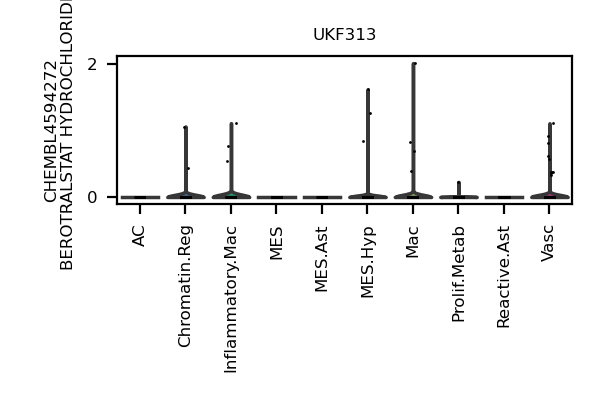 UKF313
CHEMBL4594272
BEROTRALSTAT HYDROCHLORID
2
0
AC
Chromatin.Reg
Inflammatory.Mac
MES
MES.Ast
MES.Hyp
Mac
Prolif.Metab
Reactive.Ast
Vasc